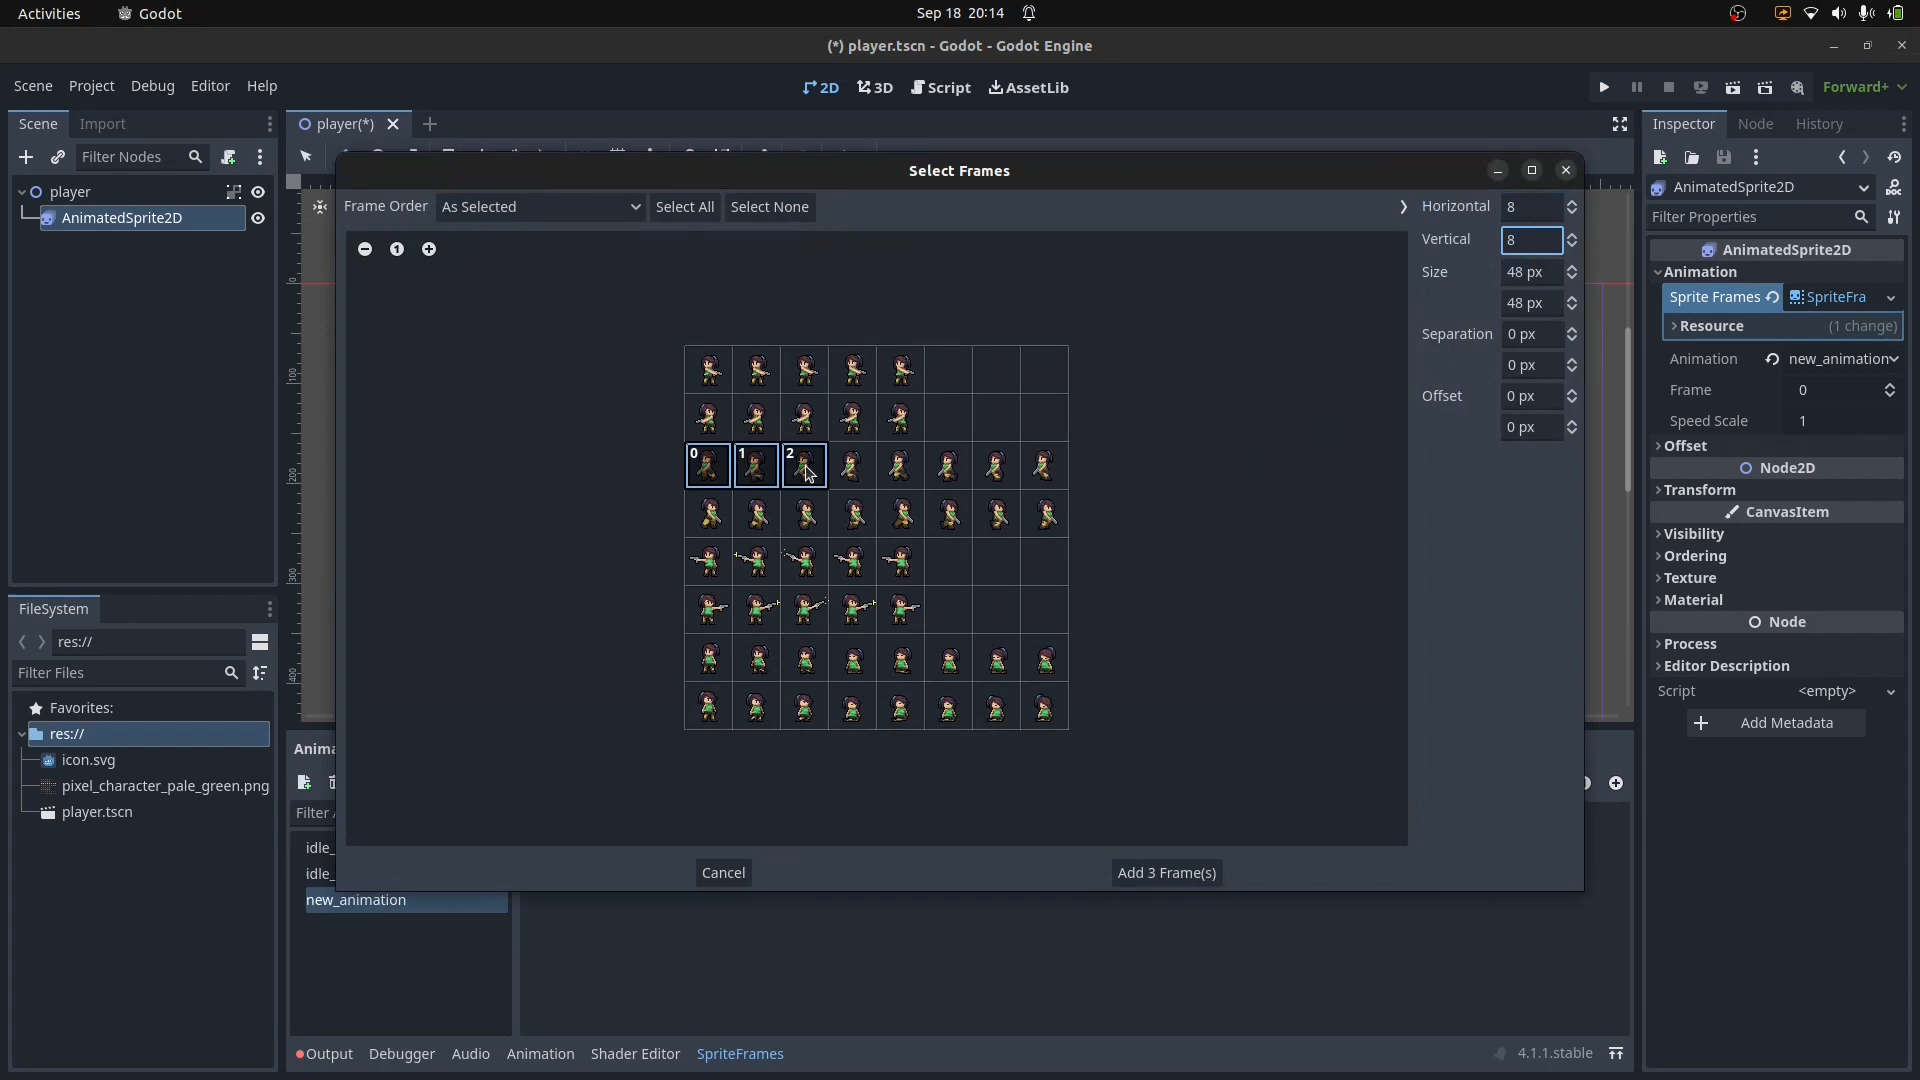 Activities Godot Sep 18 20:14
(*) player.tscn - Godot - Godot Engine
Scene Project Debug Editor Help 2D 3D Script AssetLib Forward+
Scene Import player(*) Inspector Node History
Filter Nodes
Select Frames
player AnimatedSprite2D
AnimatedSprite2D
Frame Order As Selected Select All Select None Horizontal 8
Filter Properties
Vertical 8
1
AnimatedSprite2D
Size 48 px
48 px
Animation
Sprite Frames SpriteFra
Resource (1 change)
Separation 0 px
0 px
Animation new_animation
Frame 0
Offset 0 px
0 px
Speed Scale 1
Offset
0 1 2
Node2D
Transform
CanvasItem
Visibility
Ordering
Texture
Material
Node
Process
Editor Description
Script <empty>
Add Metadata
0
100
200
300
400
FileSystem
res://
Filter Files
Favorites:
res://
icon.svg
pixel_character_pale_green.png
player.tscn
Anima
Filter A
idle_
idle_
new_animation
Cancel Add 3 Frame(s)
Output Debugger Audio Animation Shader Editor SpriteFrames 4.1.1.stable